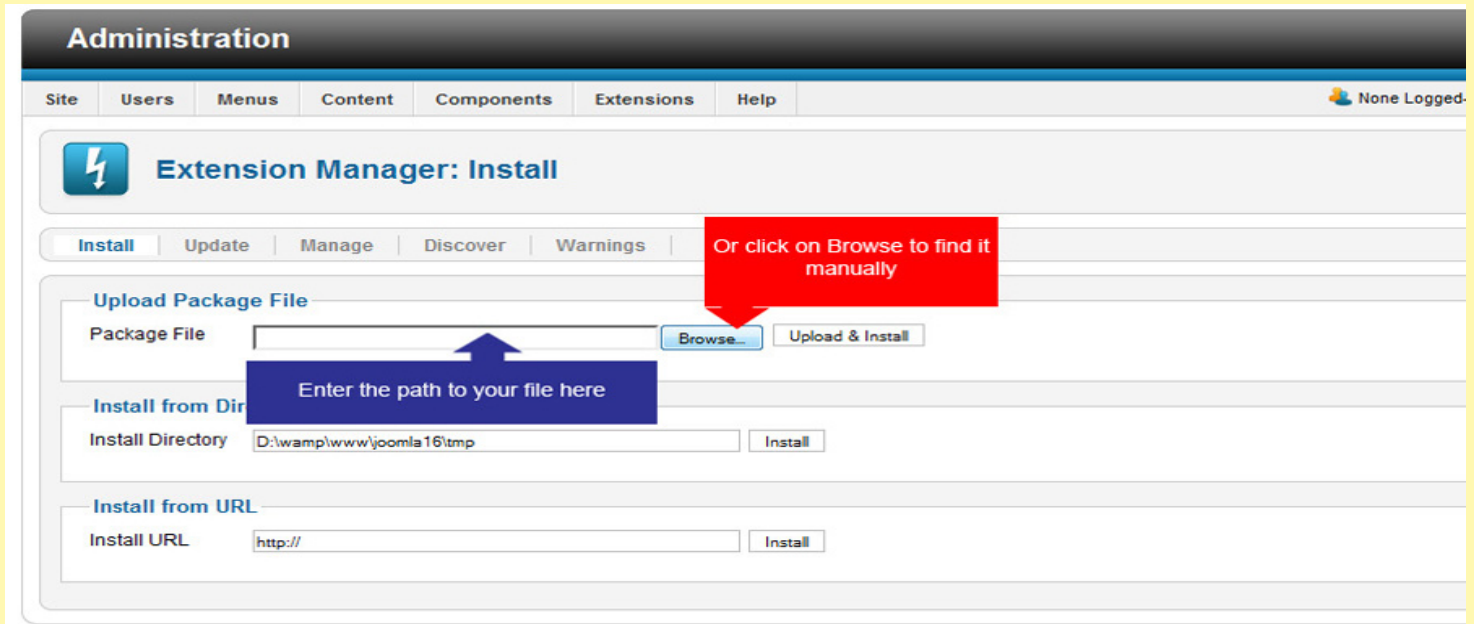 Administration
Site Users Menus Content Components Extensions Help None Logged-
Extension Manager: Install
Install Update Manage Discover Warnings
Or click on Browse to find it
manually
Upload Package File
Package File Browse... Upload & Install
Enter the path to your file here
Install from Dir
Install Directory D:\wamp\www\joomla16\tmp Install
Install from URL
Install URL http:// Install